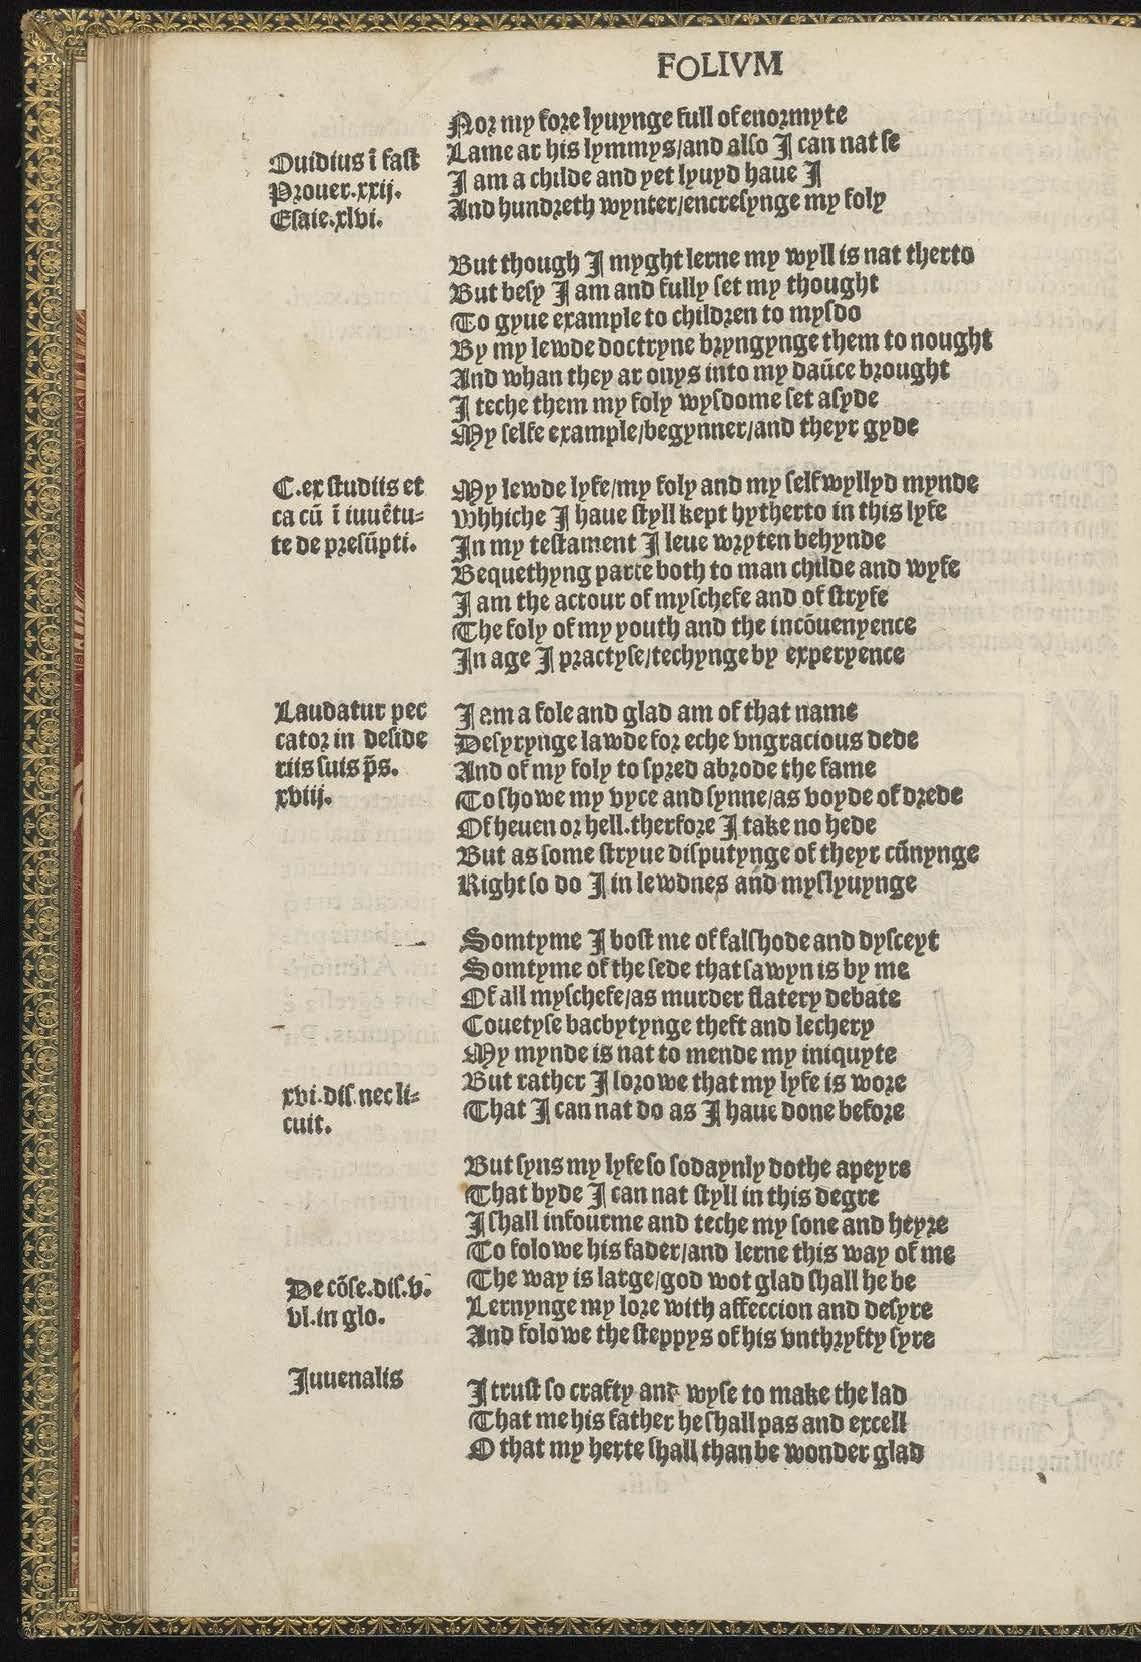 FOLIVM
Nor my fore lyuynge full of enormyte
Lame ar his lymmys/and also I can nat se
Ouidius ī fast
I am a childe and yet lyuyd haue I
Prouer.xxij.
And hundreth wynter/encresynge my foly
Esaie.xlvi.
But though I myght lerne my wyll is nat therto
But besy I am and fully set my thought
To gyue example to children to mysdo
By my lewde doctryne bryngynge them to nought
And whan they ar onys into my daūce brought
I teche them my foly wysdome set asyde
My selfe example/begynner/and theyr gyde
C.ex studiis et
ca cū ī iuuētu-
te de presūpti.
My lewde lyfe/my foly and my selfwyllyd mynde
whhiche I haue styll kept hytherto in this lyfe
In my testament I leue wryten behynde
Bequethyng parte both to man childe and wyfe
I am the actour of myschefe and of stryfe
The foly of my youth and the incōuenyence
In age I practyse/techynge by experyence
Laudatur pec
cator in deside
riis suis p̄s.
xviij.
I am a fole and glad am of that name
Desyrynge lawde for eche vngracious dede
And of my foly to spred abrode the fame
To showe my vyce and synne/as voyde of drede
Of heuen or hell.therfore I take no hede
But as some stryue disputynge of theyr cūnynge
Right so do I in lewdnes and myslyuynge
Somtyme I bost me of falshode and dysceyt
Somtyme of the sede that sawyn is by me
Of all myschefe/as murder flatery debate
Couetyse bacbytynge theft and lechery
My mynde is nat to mende my iniquyte
But rather I sorowe that my lyfe is wore
That I can nat do as I haue done before
xvi.dis.nec li-
cuit.
But syns my lyfe so sodaynly dothe apeyre
That byde I can nat styll in this degre
I shall infourme and teche my sone and heyre
To folowe his fader/and lerne this way of me
The way is large/god wot glad shall he be
Lernynge my lore with affeccion and desyre
And folowe the steppys of his vnthryfty syre
De cōse.dis.v.
vl.in glo.
Iuuenalis
I trust so crafty and wyse to make the lad
That me his father he shall pas and excell
O that my herte shall than be wonder glad